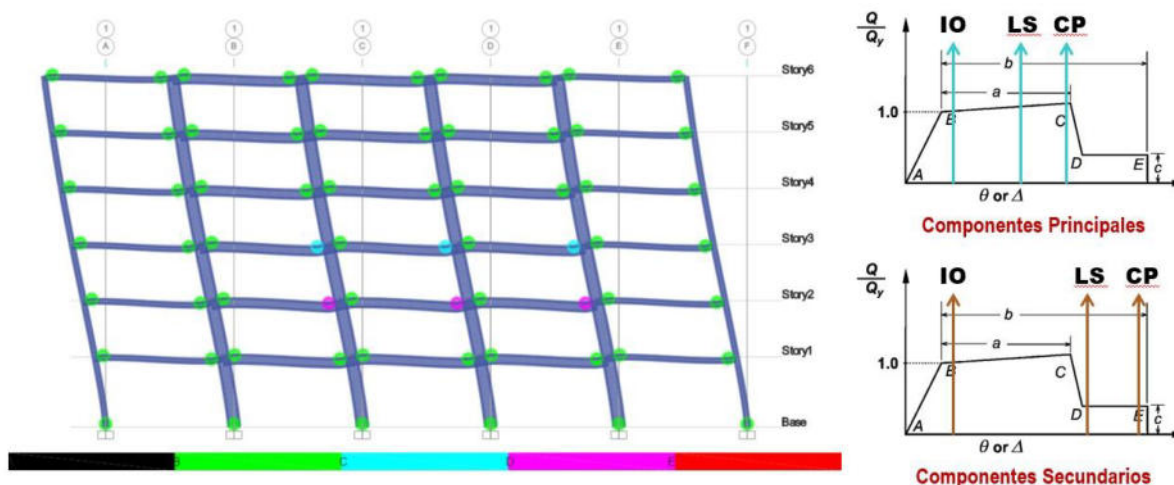 1 1 1 1 1 1
A B C D E F
Story6
Story5
Story4
Story3
Story2
Story1
Base
B C D E
Q
Qy
IO LS CP
b
a
1.0
B
C
A
D
E
c
θ or Δ
Componentes Principales
Q
Qy
IO LS CP
b
a
1.0
B
C
A
D
E
c
θ or Δ
Componentes Secundarios